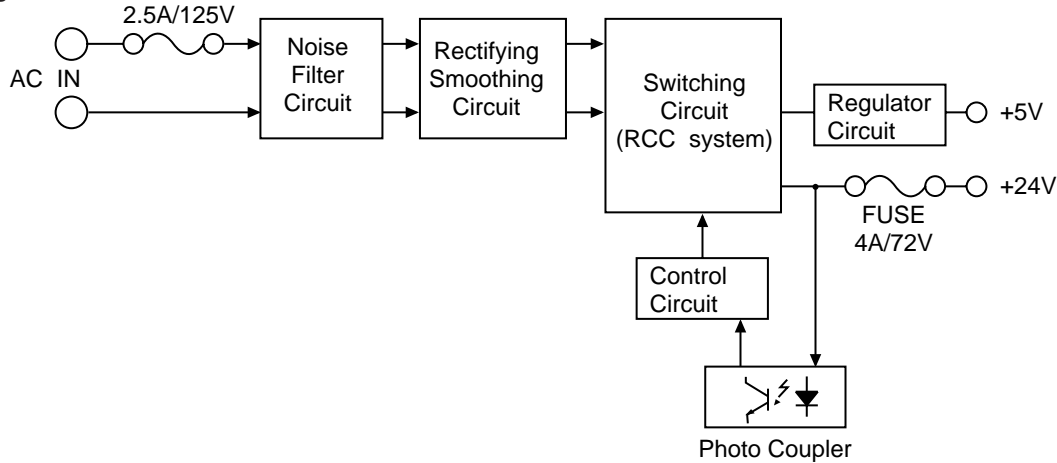 2.5A/125V
AC IN
Noise
Filter
Circuit
Rectifying
Smoothing
Circuit
Switching
Circuit
(RCC system)
Regulator
Circuit
+5V
+24V
FUSE
4A/72V
Control
Circuit
Photo Coupler